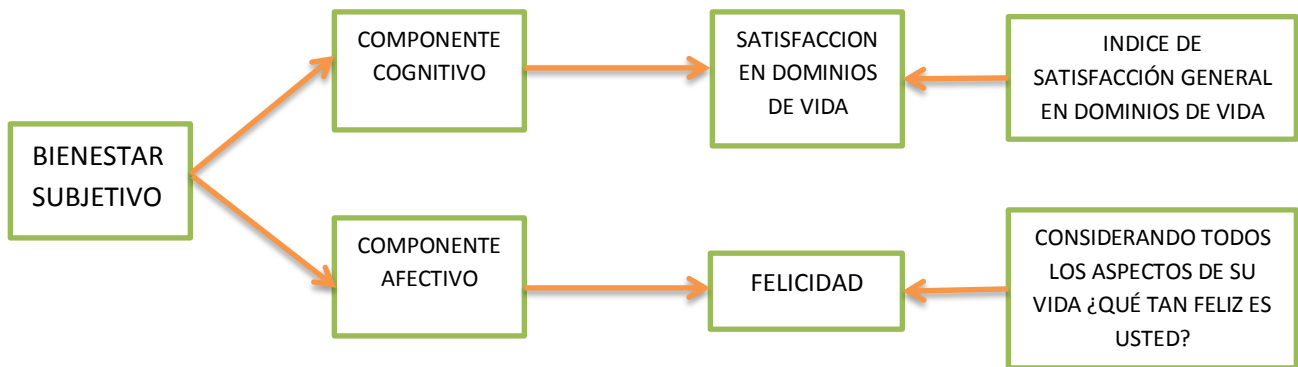 BIENESTAR
SUBJETIVO
COMPONENTE
COGNITIVO
SATISFACCION
EN DOMINIOS
DE VIDA
INDICE DE
SATISFACCIÓN GENERAL
EN DOMINIOS DE VIDA
COMPONENTE
AFECTIVO
FELICIDAD
CONSIDERANDO TODOS
LOS ASPECTOS DE SU
VIDA ¿QUÉ TAN FELIZ ES
USTED?